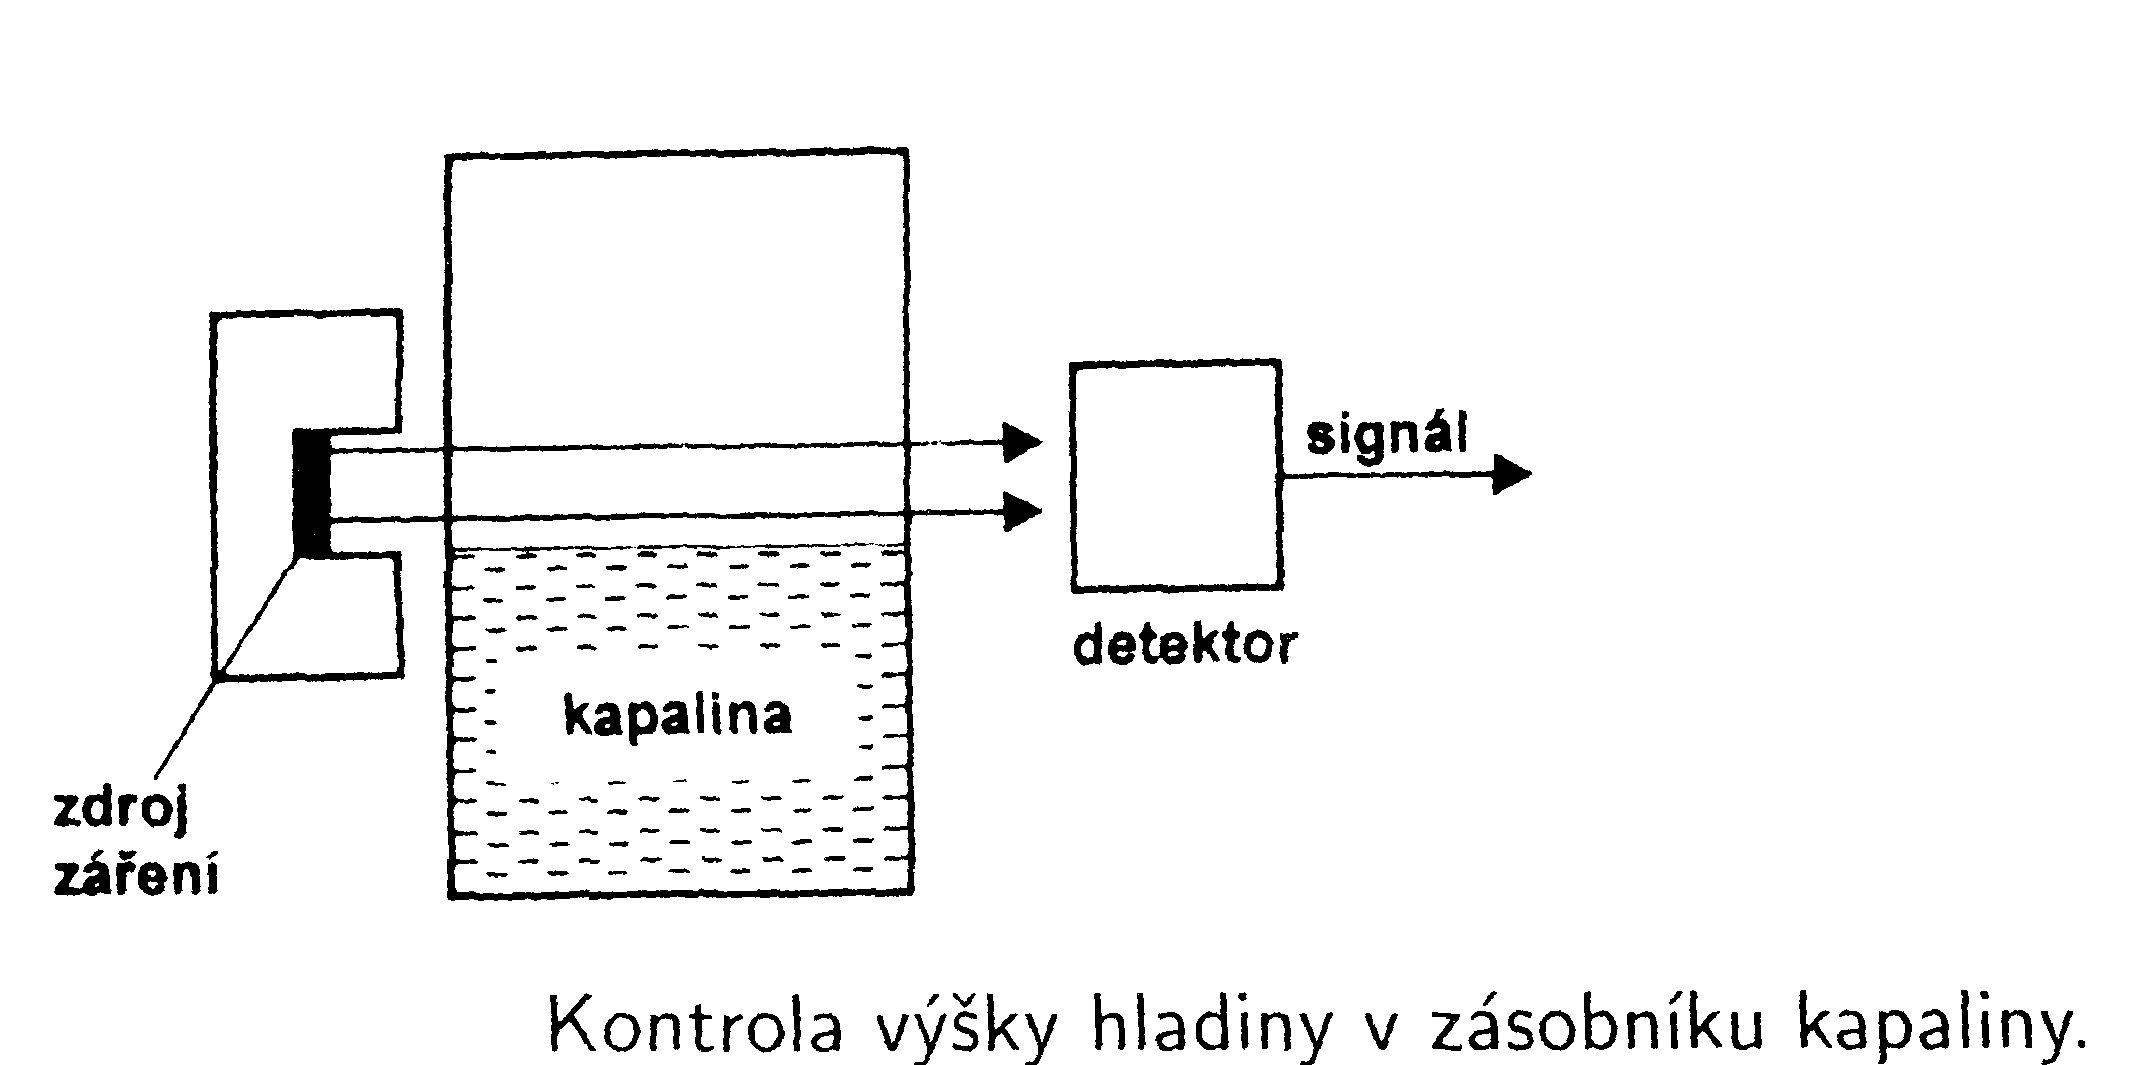 signál
detektor
kapalina
zdroj
záření
Kontrola výšky hladiny v zásobníku kapaliny.